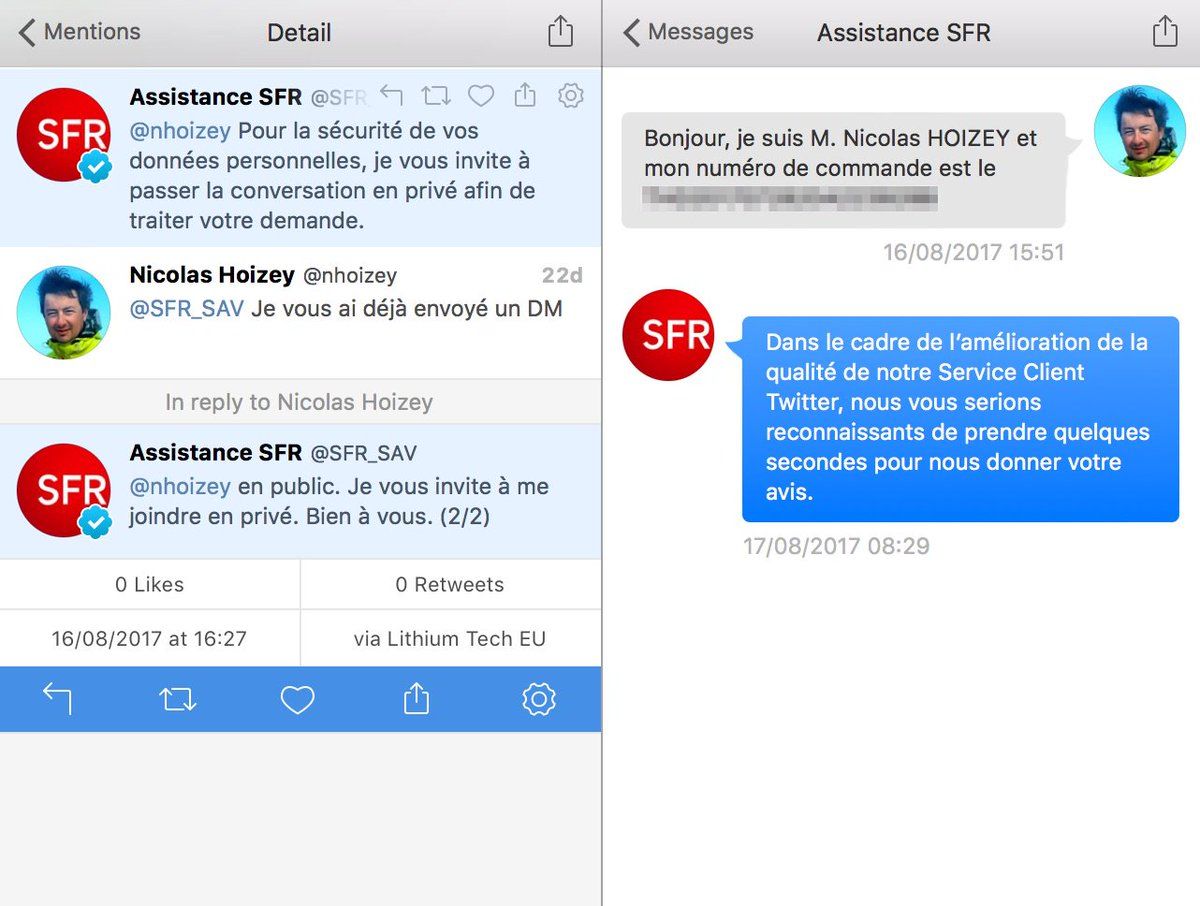 Mentions
Detail
SFR
Assistance SFR @SFR
@nhoizey Pour la sécurité de vos
données personnelles, je vous invite à
passer la conversation en privé afin de
traiter votre demande.
Nicolas Hoizey @nhoizey 22d
@SFR_SAV Je vous ai déjà envoyé un DM
In reply to Nicolas Hoizey
SFR
Assistance SFR @SFR_SAV
@nhoizey en public. Je vous invite à me
joindre en privé. Bien à vous. (2/2)
0 Likes
0 Retweets
16/08/2017 at 16:27
via Lithium Tech EU
Messages
Assistance SFR
Bonjour, je suis M. Nicolas HOIZEY et
mon numéro de commande est le
16/08/2017 15:51
SFR
Dans le cadre de l’amélioration de la
qualité de notre Service Client
Twitter, nous vous serions
reconnaissants de prendre quelques
secondes pour nous donner votre
avis.
17/08/2017 08:29